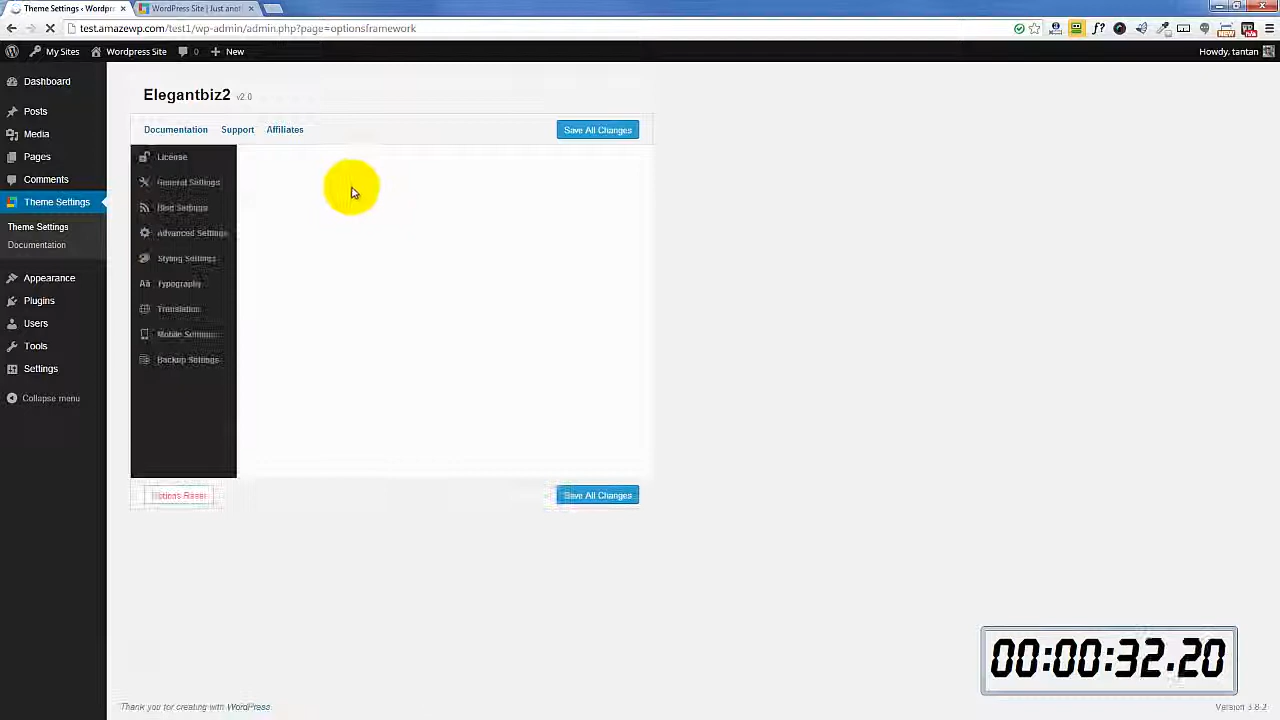 Theme Settings ‹ Wordpr
WordPress Site | Just anot
test.amazewp.com/test1/wp-admin/admin.php?page=optionsframework
My Sites
Wordpress Site
0
New
Howdy, tantan
Dashboard
Posts
Media
Pages
Comments
Theme Settings
Theme Settings
Documentation
Appearance
Plugins
Users
Tools
Settings
Collapse menu
Elegantbiz2 v2.0
Documentation Support Affiliates
Save All Changes
License
General Settings
Blog Settings
Advanced Settings
Styling Settings
Typography
Translation
Mobile Settings
Backup Settings
Options Reset
Save All Changes
00:00:32.20
Thank you for creating with WordPress
Version 3.8.2